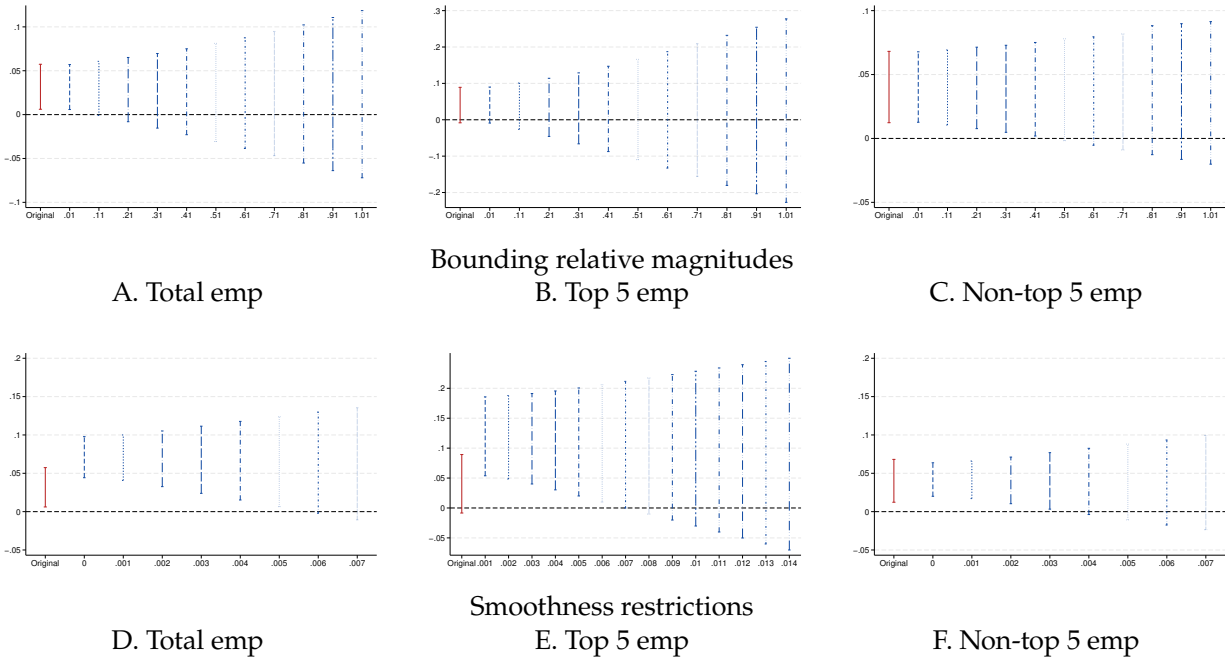 .1
.05
0
-.05
-.1
Original .01 .11 .21 .31 .41 .51 .61 .71 .81 .91 1.01
.3
.2
.1
0
-.1
-.2
Original .01 .11 .21 .31 .41 .51 .61 .71 .81 .91 1.01
.1
.05
0
-.05
Original .01 .11 .21 .31 .41 .51 .61 .71 .81 .91 1.01
Bounding relative magnitudes
A. Total emp
B. Top 5 emp
C. Non-top 5 emp
.2
.15
.1
.05
0
-.05
Original 0 .001 .002 .003 .004 .005 .006 .007
.2
.15
.1
.05
0
-.05
Original .001 .002 .003 .004 .005 .006 .007 .008 .009 .01 .011 .012 .013 .014
.2
.15
.1
.05
0
-.05
Original 0 .001 .002 .003 .004 .005 .006 .007
Smoothness restrictions
D. Total emp
E. Top 5 emp
F. Non-top 5 emp